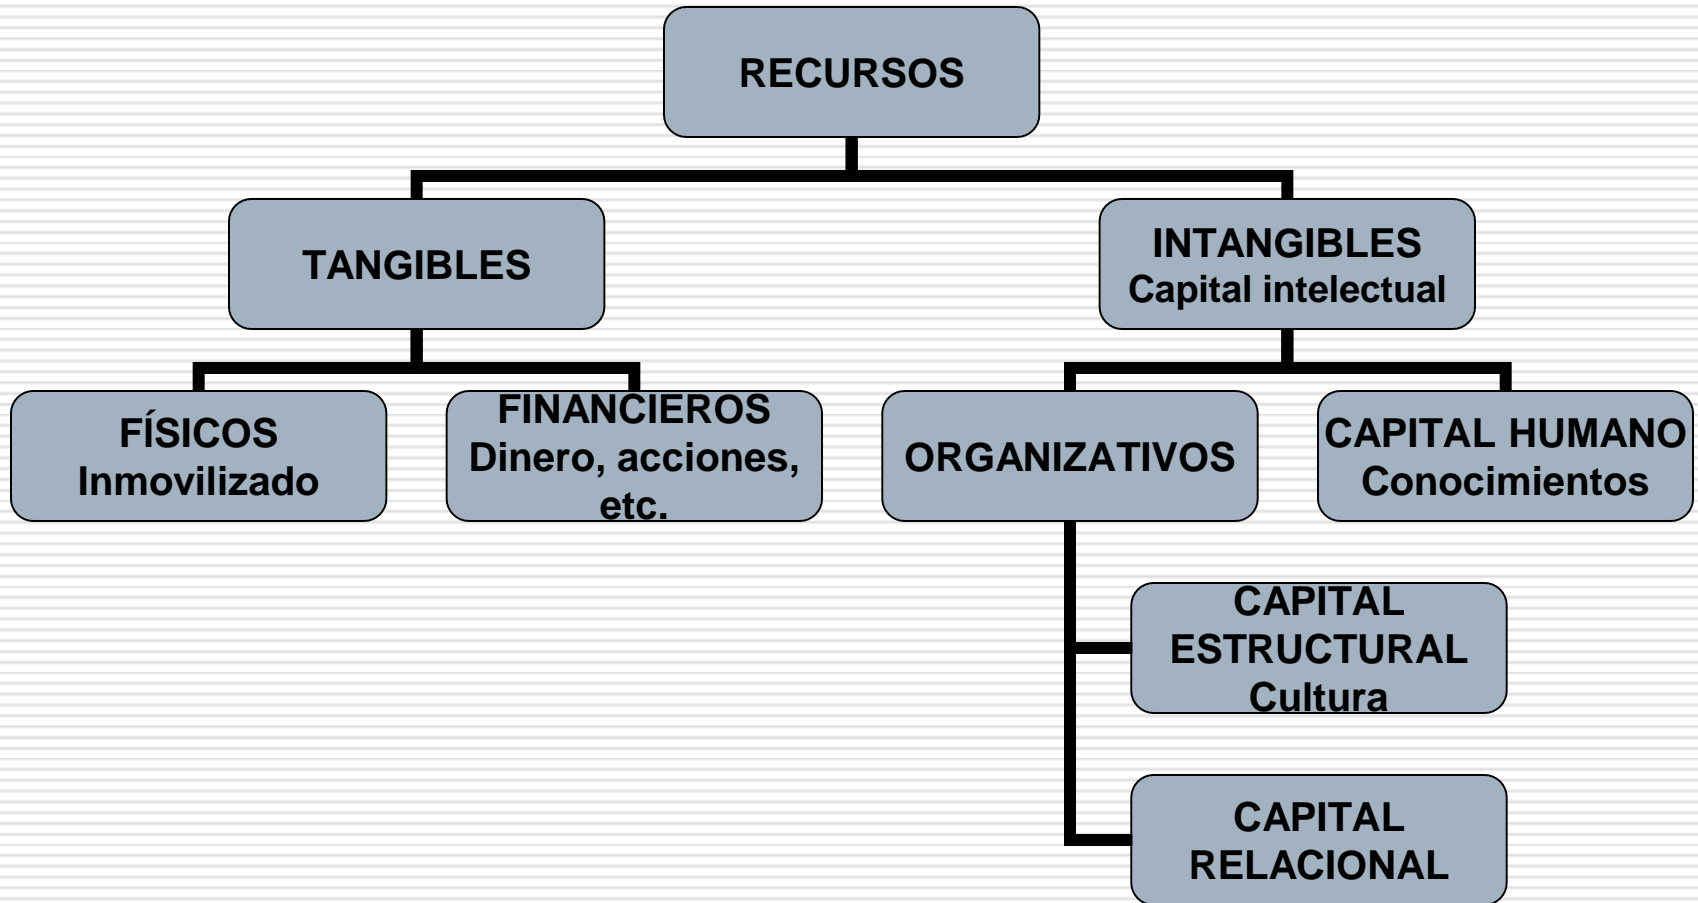 RECURSOS
TANGIBLES
INTANGIBLES
Capital intelectual
FÍSICOS
Inmovilizado
FINANCIEROS
Dinero, acciones,
etc.
ORGANIZATIVOS
CAPITAL HUMANO
Conocimientos
CAPITAL
ESTRUCTURAL
Cultura
CAPITAL
RELACIONAL